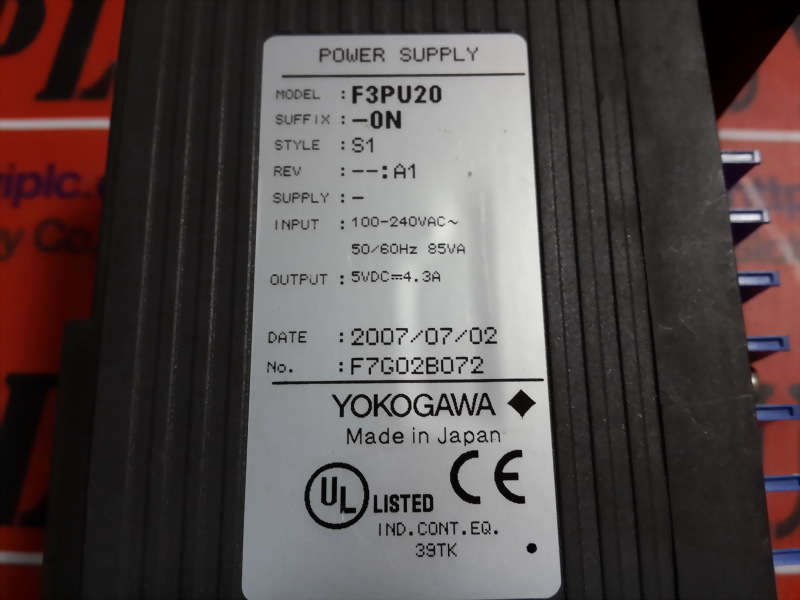 POWER SUPPLY
MODEL : F3PU20
SUFFIX : -0N
STYLE : S1
REV : --:A1
SUPPLY : -
INPUT : 100-240VAC~
50/60Hz 85VA
OUTPUT : 5VDC⎓4.3A
DATE : 2007/07/02
No. : F7G02B072
YOKOGAWA ◆
Made in Japan
UL LISTED CE
IND.CONT.EQ.
39TK